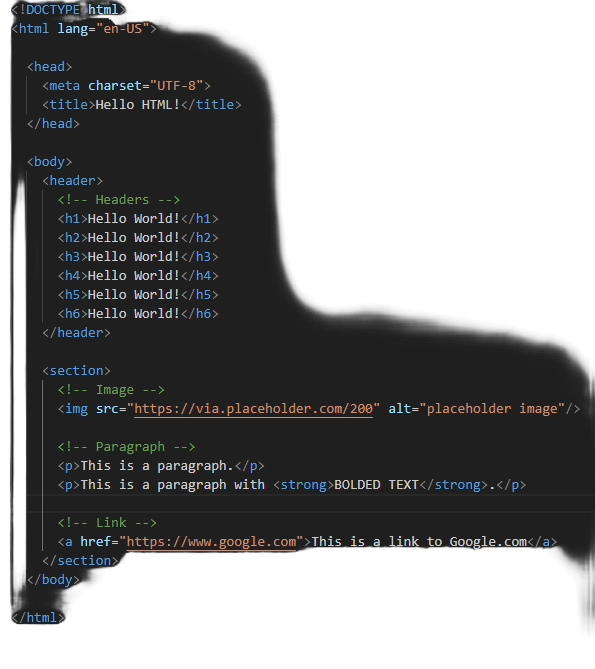 <!DOCTYPE html>
<html lang="en-US">
<head>
<meta charset="UTF-8">
<title>Hello HTML!</title>
</head>
<body>
<header>
<!-- Headers -->
<h1>Hello World!</h1>
<h2>Hello World!</h2>
<h3>Hello World!</h3>
<h4>Hello World!</h4>
<h5>Hello World!</h5>
<h6>Hello World!</h6>
</header>
<section>
<!-- Image -->
<img src="https://via.placeholder.com/200" alt="placeholder image"/>
<!-- Paragraph -->
<p>This is a paragraph.</p>
<p>This is a paragraph with <strong>BOLDED TEXT</strong>.</p>
<!-- Link -->
<a href="https://www.google.com">This is a link to Google.com</a>
</section>
</body>
</html>